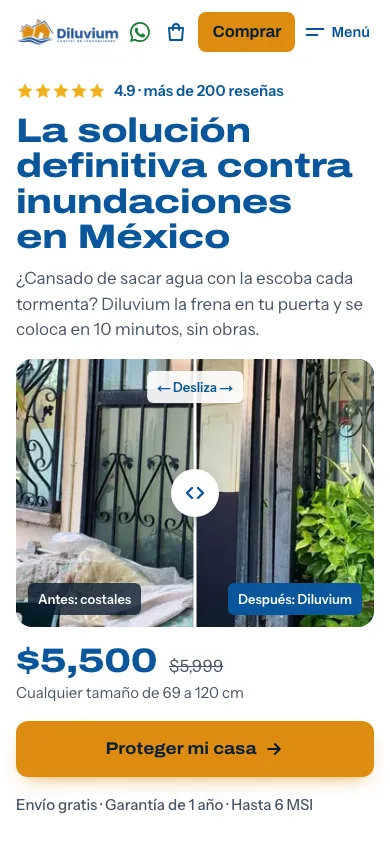 Diluvium
control de inundaciones
Comprar
Menú
4.9 · más de 200 reseñas
La solución
definitiva contra
inundaciones
en México
¿Cansado de sacar agua con la escoba cada
tormenta? Diluvium la frena en tu puerta y se
coloca en 10 minutos, sin obras.
← Desliza →
Antes: costales
Después: Diluvium
$5,500 $5,999
Cualquier tamaño de 69 a 120 cm
Proteger mi casa →
Envío gratis · Garantía de 1 año · Hasta 6 MSI